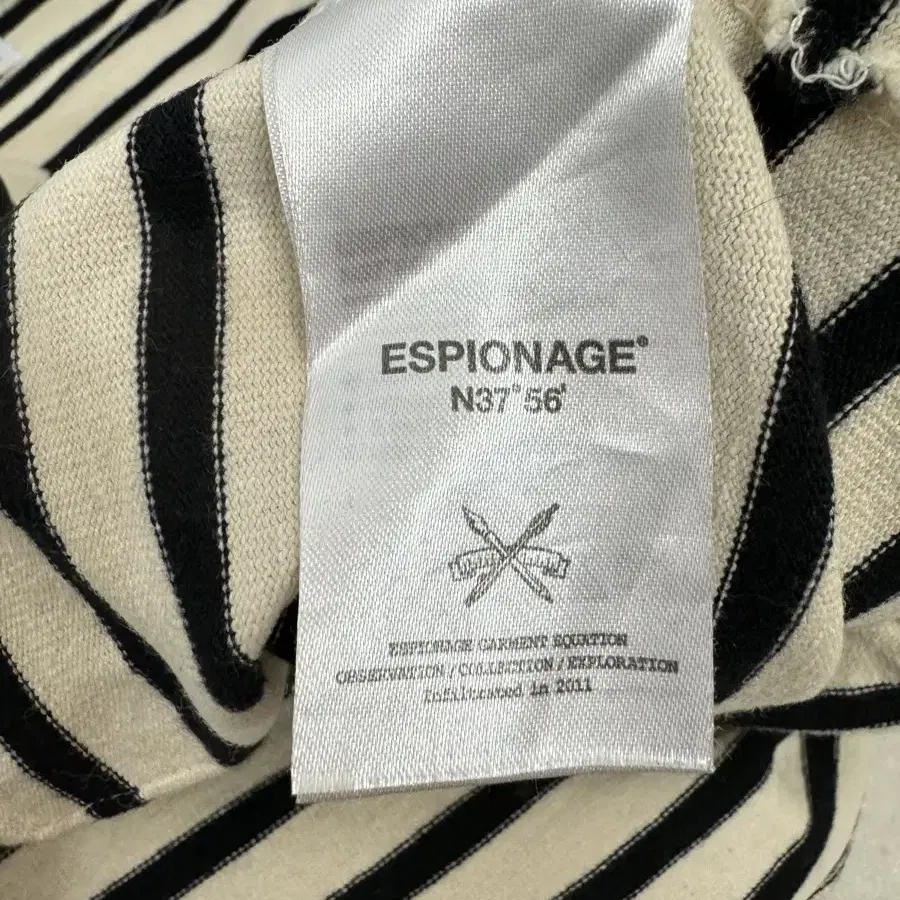 ESPIONAGE®
N37°56'
ESPIONAGE GARMENT EQUATION
OBSERVATION / COLLECTION / EXPLORATION
Infiltrated in 2011